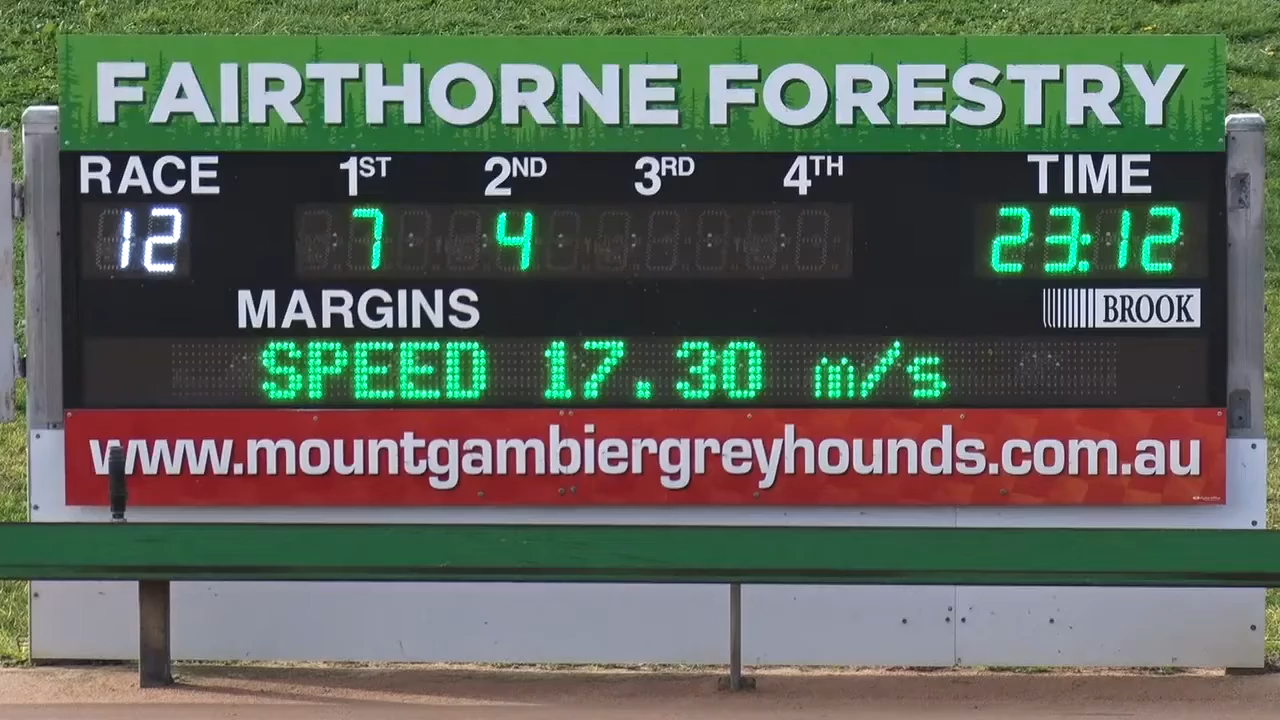 FAIRTHORNE FORESTRY
RACE 1ST 2ND 3RD 4TH TIME
12 7 4 23:12
MARGINS BROOK
SPEED 17.30 m/s
www.mountgambiergreyhounds.com.au